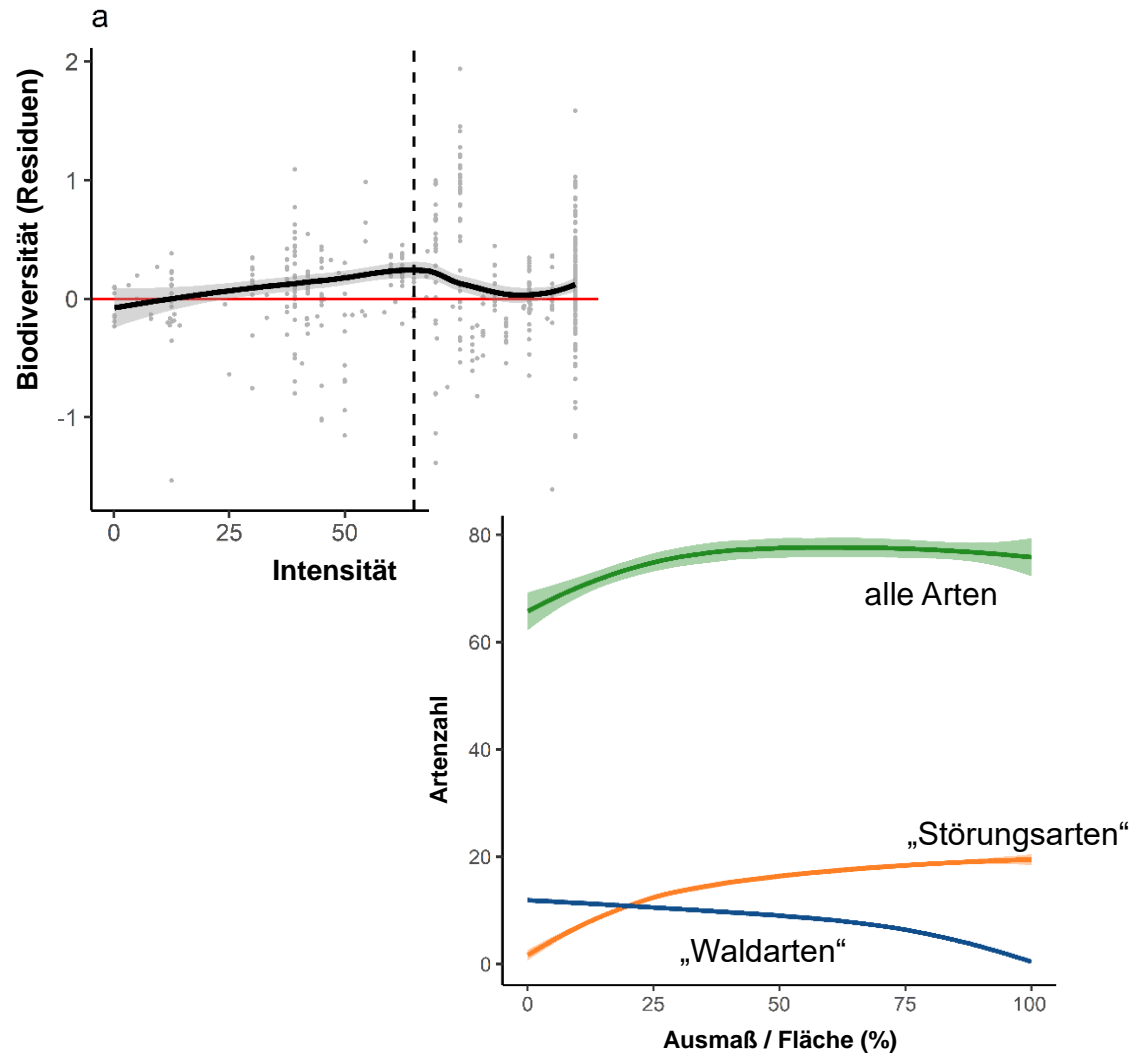 a
Biodiversität (Residuen)
2
1
0
-1
0 25 50
Intensität
Artenzahl
80
60
40
20
0
alle Arten
„Störungsarten“
„Waldarten“
0 25 50 75 100
Ausmaß / Fläche (%)